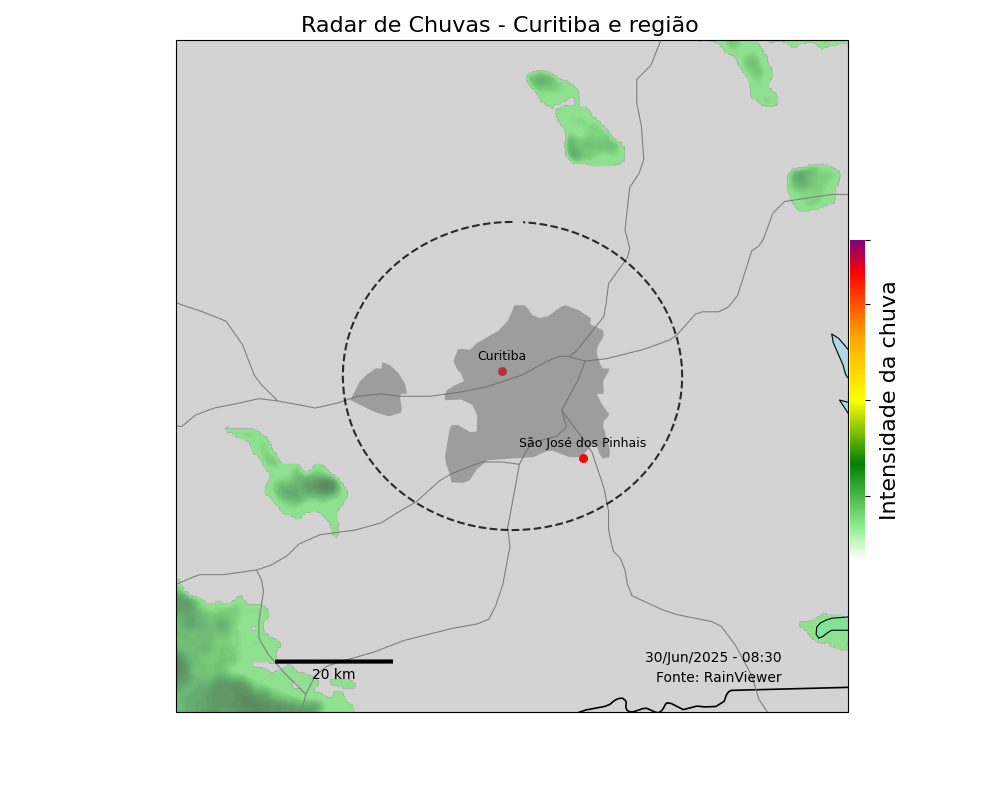 Radar de Chuvas - Curitiba e região
Curitiba
São José dos Pinhais
Intensidade da chuva
30/Jun/2025 - 08:30
Fonte: RainViewer
20 km